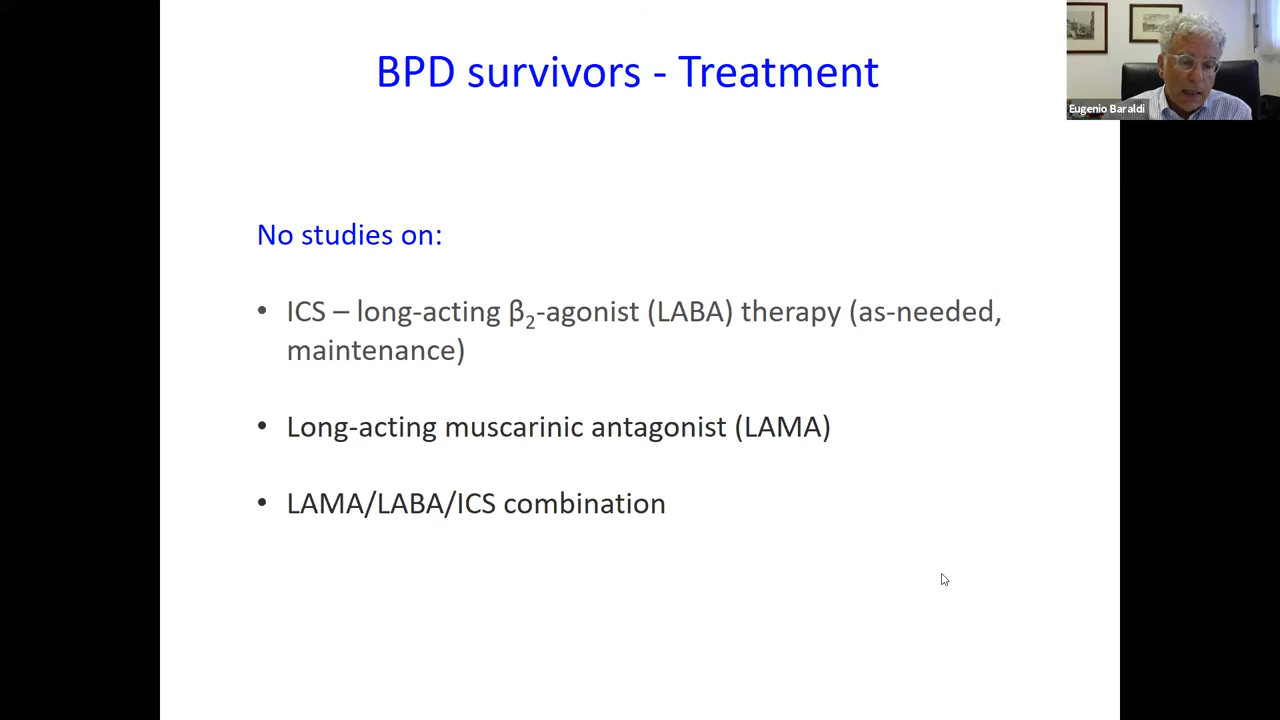 BPD survivors - Treatment
Eugenio Baraldi
No studies on:
• ICS – long-acting β₂-agonist (LABA) therapy (as-needed,
maintenance)
• Long-acting muscarinic antagonist (LAMA)
• LAMA/LABA/ICS combination